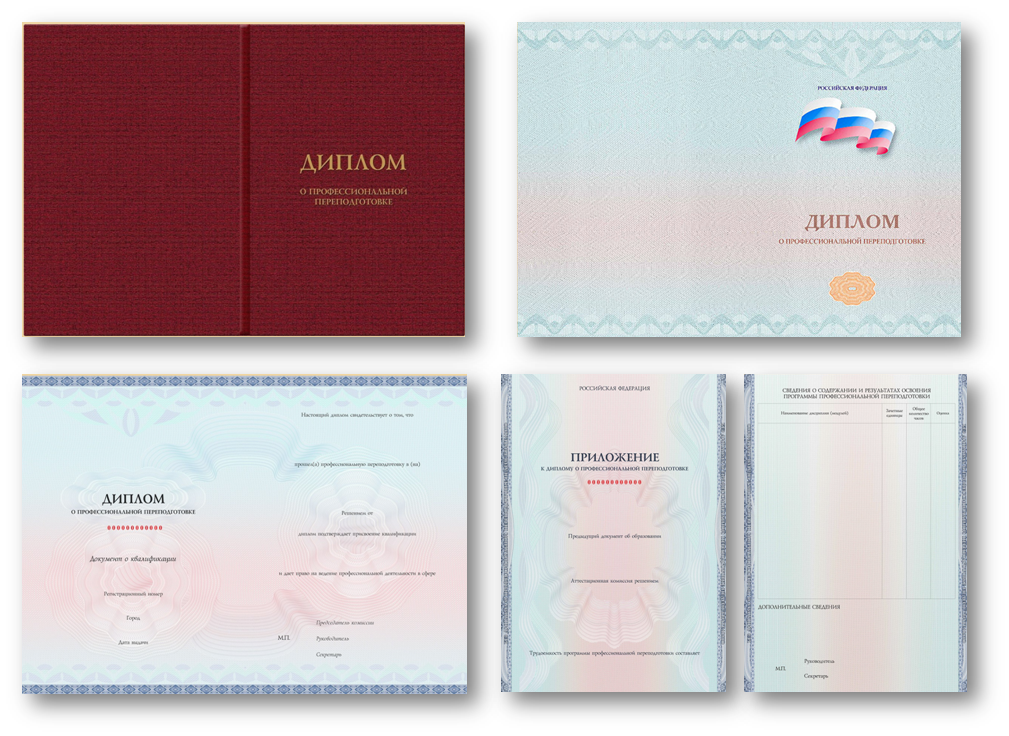 ДИПЛОМ
О ПРОФЕССИОНАЛЬНОЙ
ПЕРЕПОДГОТОВКЕ
РОССИЙСКАЯ ФЕДЕРАЦИЯ
ДИПЛОМ
О ПРОФЕССИОНАЛЬНОЙ ПЕРЕПОДГОТОВКЕ
ДИПЛОМ
О ПРОФЕССИОНАЛЬНОЙ ПЕРЕПОДГОТОВКЕ
000000000000
Документ о квалификации
Регистрационный номер
Город
Дата выдачи
Настоящий диплом свидетельствует о том, что
прошел(а) профессиональную переподготовку в (на)
Решением от
диплом подтверждает присвоение квалификации
и дает право на ведение профессиональной деятельности в сфере
Председатель комиссии
М.П.
Руководитель
Секретарь
РОССИЙСКАЯ ФЕДЕРАЦИЯ
ПРИЛОЖЕНИЕ
К ДИПЛОМУ О ПРОФЕССИОНАЛЬНОЙ ПЕРЕПОДГОТОВКЕ
000000000000
Предыдущий документ об образовании
Аттестационная комиссия решением
Трудоемкость программы профессиональной переподготовки составляет
СВЕДЕНИЯ О СОДЕРЖАНИИ И РЕЗУЛЬТАТАХ ОСВОЕНИЯ
ПРОГРАММЫ ПРОФЕССИОНАЛЬНОЙ ПЕРЕПОДГОТОВКИ
Наименование дисциплин (модулей)
Зачетные
единицы
Общее
количество
часов
Оценка
ДОПОЛНИТЕЛЬНЫЕ СВЕДЕНИЯ
Руководитель
М.П.
Секретарь